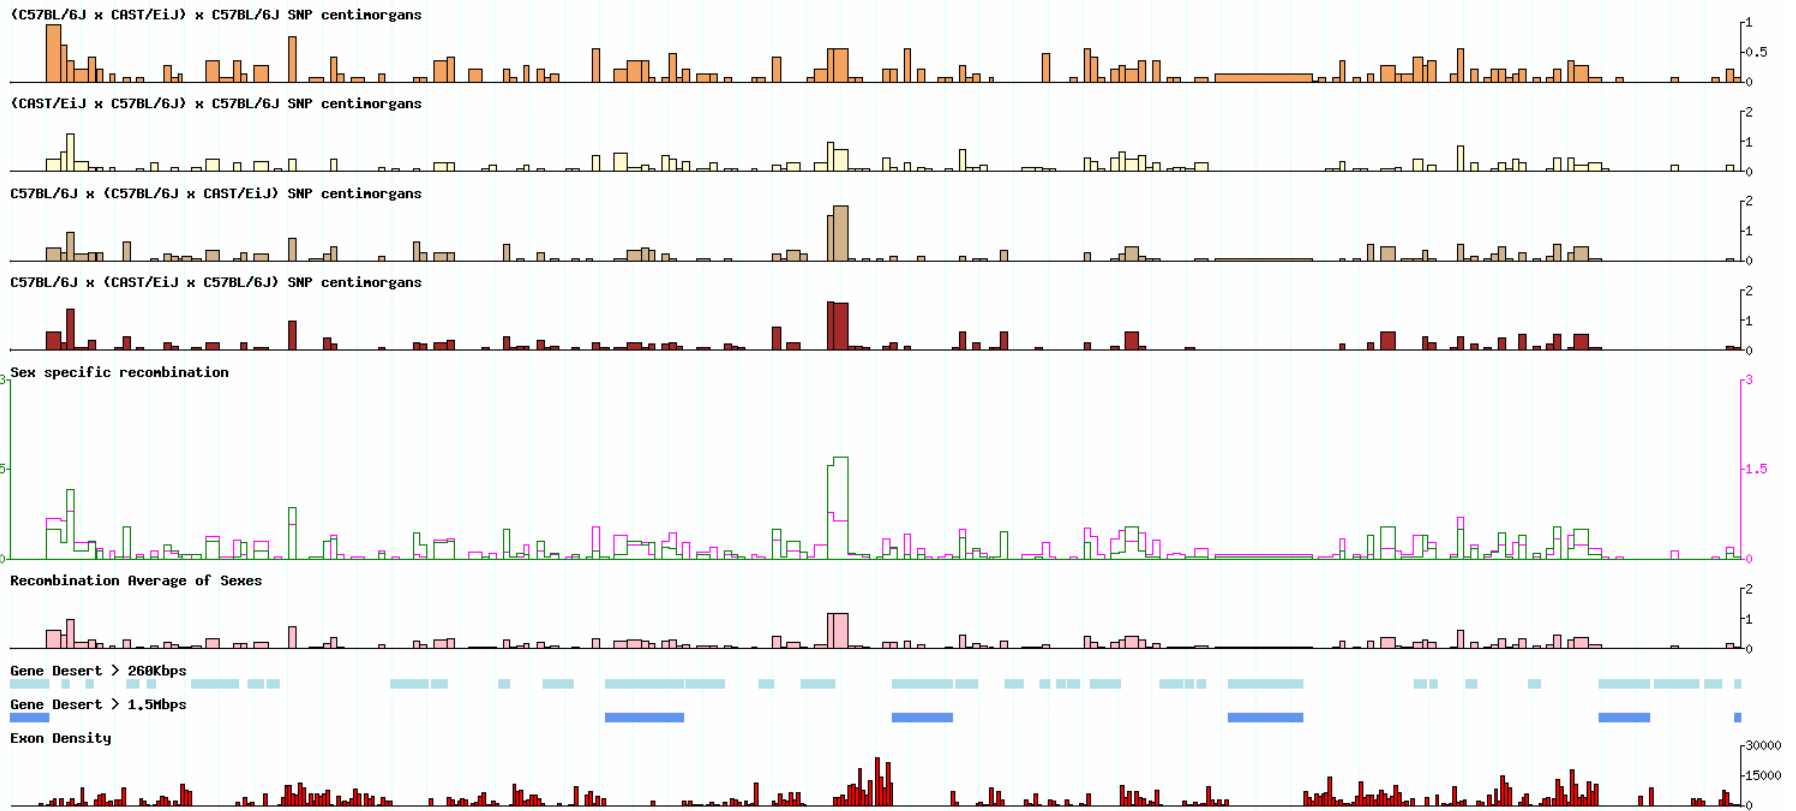 (C57BL/6J x CAST/EiJ) x C57BL/6J SNP centimorgans
1
0.5
0
(CAST/EiJ x C57BL/6J) x C57BL/6J SNP centimorgans
2
1
0
C57BL/6J x (C57BL/6J x CAST/EiJ) SNP centimorgans
2
1
0
C57BL/6J x (CAST/EiJ x C57BL/6J) SNP centimorgans
2
1
0
Sex specific recombination
3 3
5 1.5
0 0
Recombination Average of Sexes
2
1
0
Gene Desert > 260Kbps
Gene Desert > 1.5Mbps
Exon Density
30000
15000
0